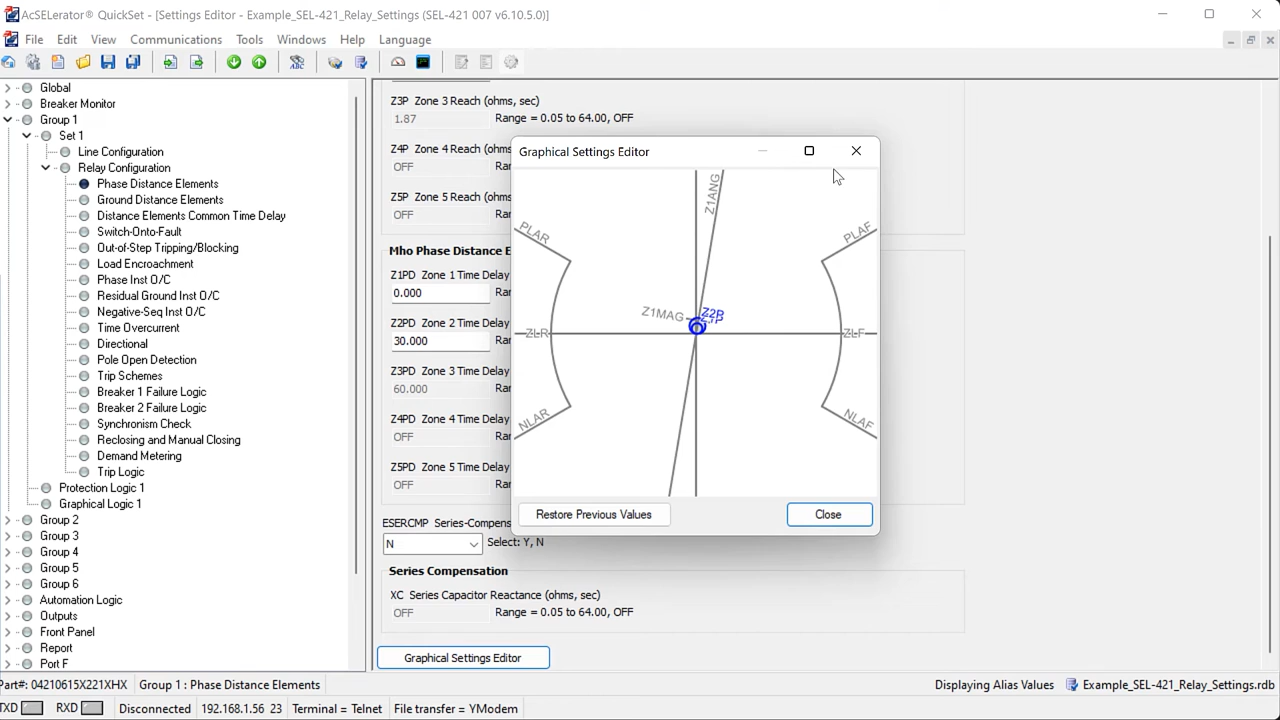 AcSELerator® QuickSet - [Settings Editor - Example_SEL-421_Relay_Settings (SEL-421 007 v6.10.5.0)]
File Edit View Communications Tools Windows Help Language
Global
Breaker Monitor
Group 1
Set 1
Line Configuration
Relay Configuration
Phase Distance Elements
Ground Distance Elements
Distance Elements Common Time Delay
Switch-Onto-Fault
Out-of-Step Tripping/Blocking
Load Encroachment
Phase Inst O/C
Residual Ground Inst O/C
Negative-Seq Inst O/C
Time Overcurrent
Directional
Pole Open Detection
Trip Schemes
Breaker 1 Failure Logic
Breaker 2 Failure Logic
Synchronism Check
Reclosing and Manual Closing
Demand Metering
Trip Logic
Protection Logic 1
Graphical Logic 1
Group 2
Group 3
Group 4
Group 5
Group 6
Automation Logic
Outputs
Front Panel
Report
Port F
Z3P Zone 3 Reach (ohms, sec)
1.87 Range = 0.05 to 64.00, OFF
Z4P Zone 4 Reach (ohms
OFF Ran
Z5P Zone 5 Reach (ohms
OFF Ran
Mho Phase Distance E
Z1PD Zone 1 Time Delay
0.000 Ran
Z2PD Zone 2 Time Delay
30.000 Ran
Z3PD Zone 3 Time Delay
60.000 Ran
Z4PD Zone 4 Time Delay
OFF Ran
Z5PD Zone 5 Time Delay
OFF Ran
ESERCMP Series-Compens
N Select: Y, N
Series Compensation
XC Series Capacitor Reactance (ohms, sec)
OFF Range = 0.05 to 64.00, OFF
Graphical Settings Editor
Graphical Settings Editor
Z1ANG
PLAR
PLAF
Z1MAG
Z2P
ZLR
ZLF
NLAR
NLAF
Restore Previous Values Close
Part#: 04210615X221XHX Group 1 : Phase Distance Elements Displaying Alias Values Example_SEL-421_Relay_Settings.rdb
TXD RXD Disconnected 192.168.1.56 23 Terminal = Telnet File transfer = YModem